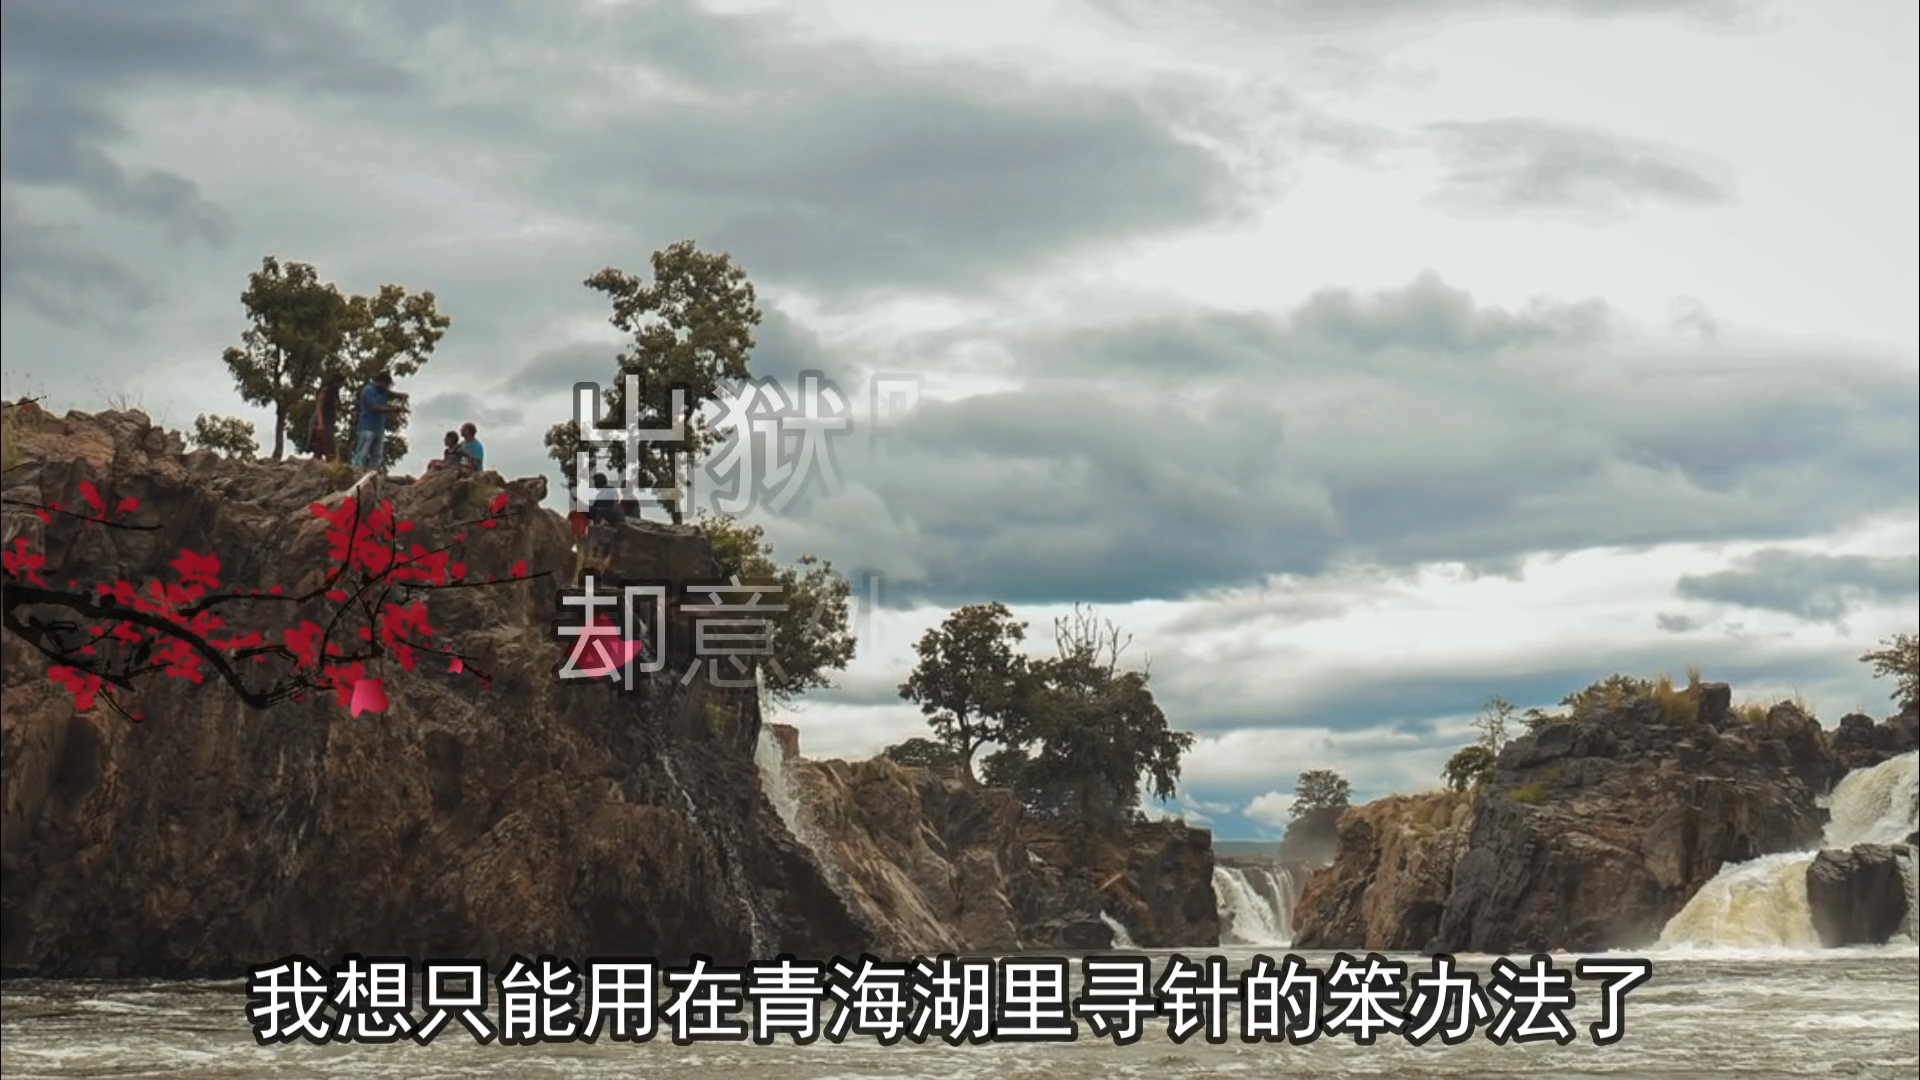 出狱
却意外
我想只能用在青海湖里寻针的笨办法了